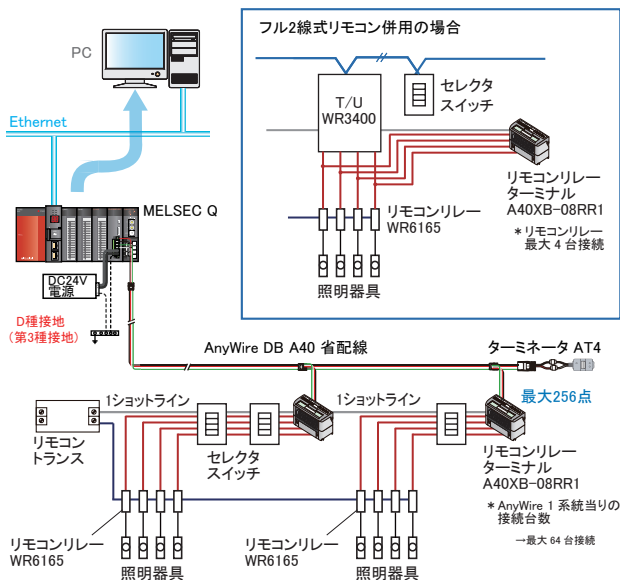 PC
Ethernet
MELSEC Q
DC24V
電源
D種接地
(第3種接地)
フル2線式リモコン併用の場合
T/U
WR3400
セレクタ
スイッチ
リモコンリレー
ターミナル
A40XB-08RR1
*リモコンリレー
最大 4 台接続
リモコンリレー
WR6165
照明器具
AnyWire DB A40 省配線
ターミネータ AT4
最大256点
1ショットライン
1ショットライン
リモコン
トランス
セレクタ
スイッチ
リモコンリレー
ターミナル
A40XB-08RR1
*AnyWire 1 系統当りの
接続台数
→最大 64 台接続
リモコンリレー
WR6165
照明器具
リモコンリレー
WR6165
照明器具